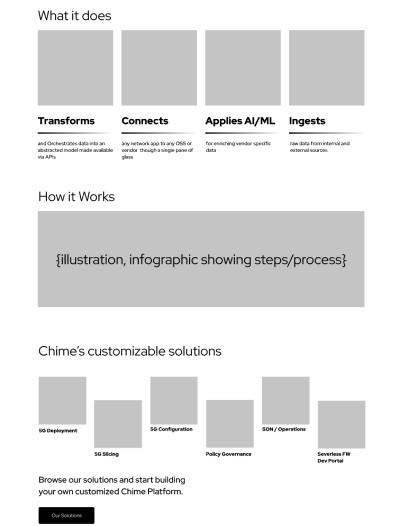 What it does
Transforms
and Orchestrates data into an
abstracted model made available
via APIs
Connects
any network app to any OSS or
vendor though a single pane of
glass
Applies AI/ML
for enriching vendor specific
data
Ingests
raw data from internal and
external sources
How it Works
{illustration, infographic showing steps/process}
Chime's customizable solutions
5G Deployment
5G Slicing
5G Configuration
Policy Governance
SON / Operations
Severless FW
Dev Portal
Browse our solutions and start building
your own customized Chime Platform.
Our Solutions